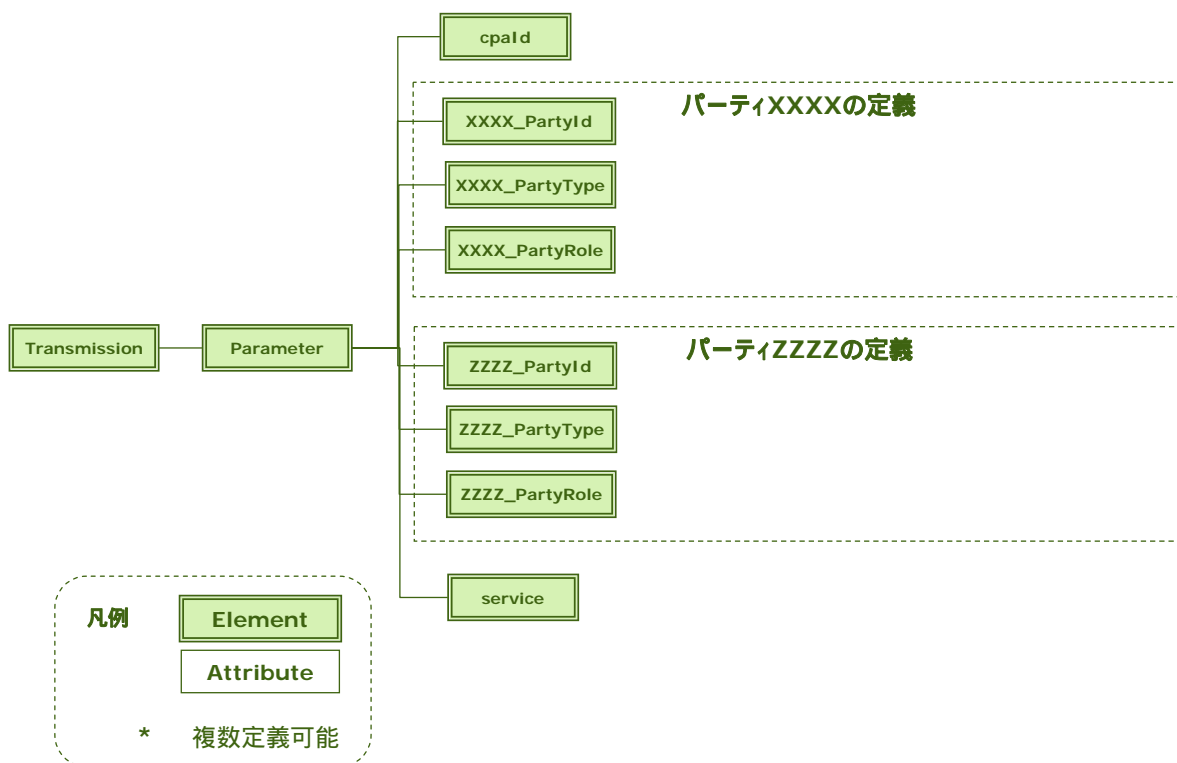 cpaId
パーティXXXXの定義
XXXX_PartyId
XXXX_PartyType
XXXX_PartyRole
Transmission
Parameter
パーティZZZZの定義
ZZZZ_PartyId
ZZZZ_PartyType
ZZZZ_PartyRole
service
凡例
Element
Attribute
* 複数定義可能